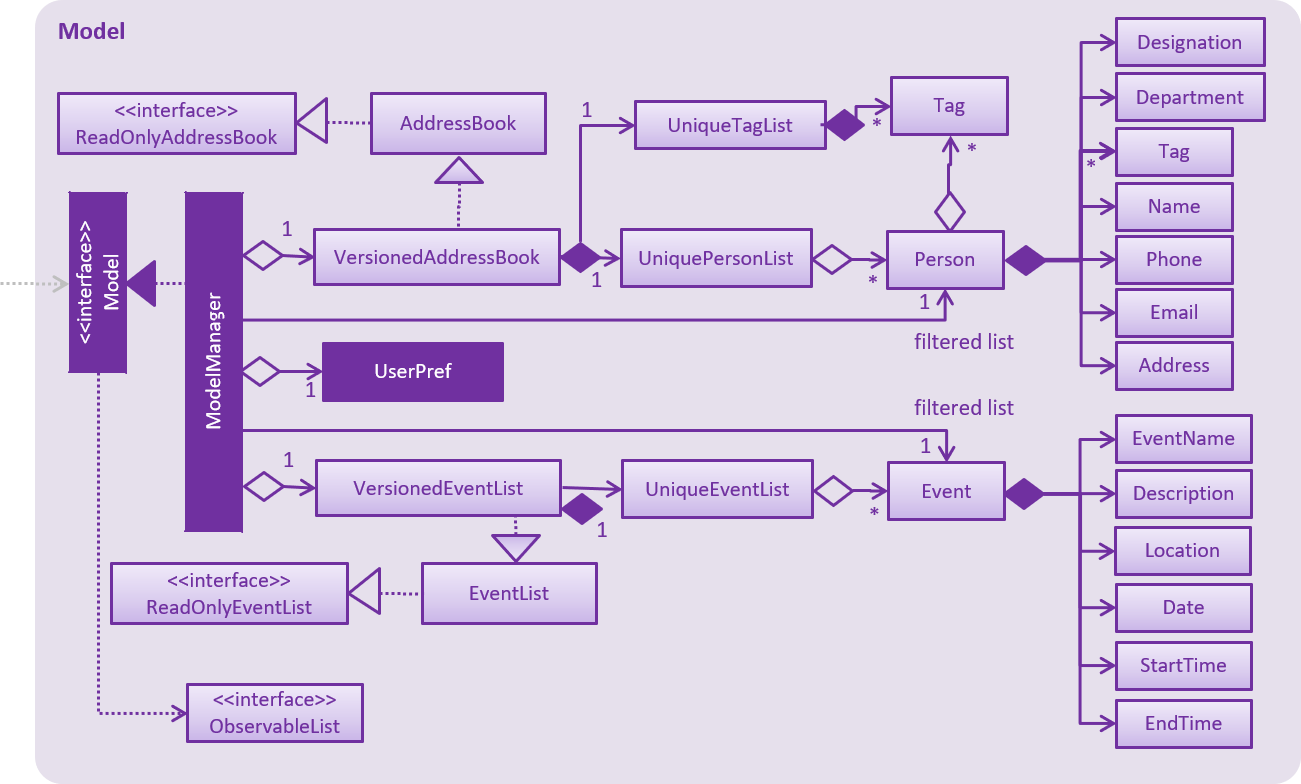 Model
Designation
Department
Tag
Name
Phone
Email
Address
<<interface>>
ReadOnlyAddressBook
AddressBook
1
UniqueTagList
*
Tag
*
*
<<interface>>
Model
ModelManager
1
VersionedAddressBook
1
UniquePersonList
*
Person
1
filtered list
UserPref
1
filtered list
1
1
VersionedEventList
1
UniqueEventList
*
Event
EventName
Description
Location
Date
StartTime
EndTime
<<interface>>
ReadOnlyEventList
EventList
<<interface>>
ObservableList